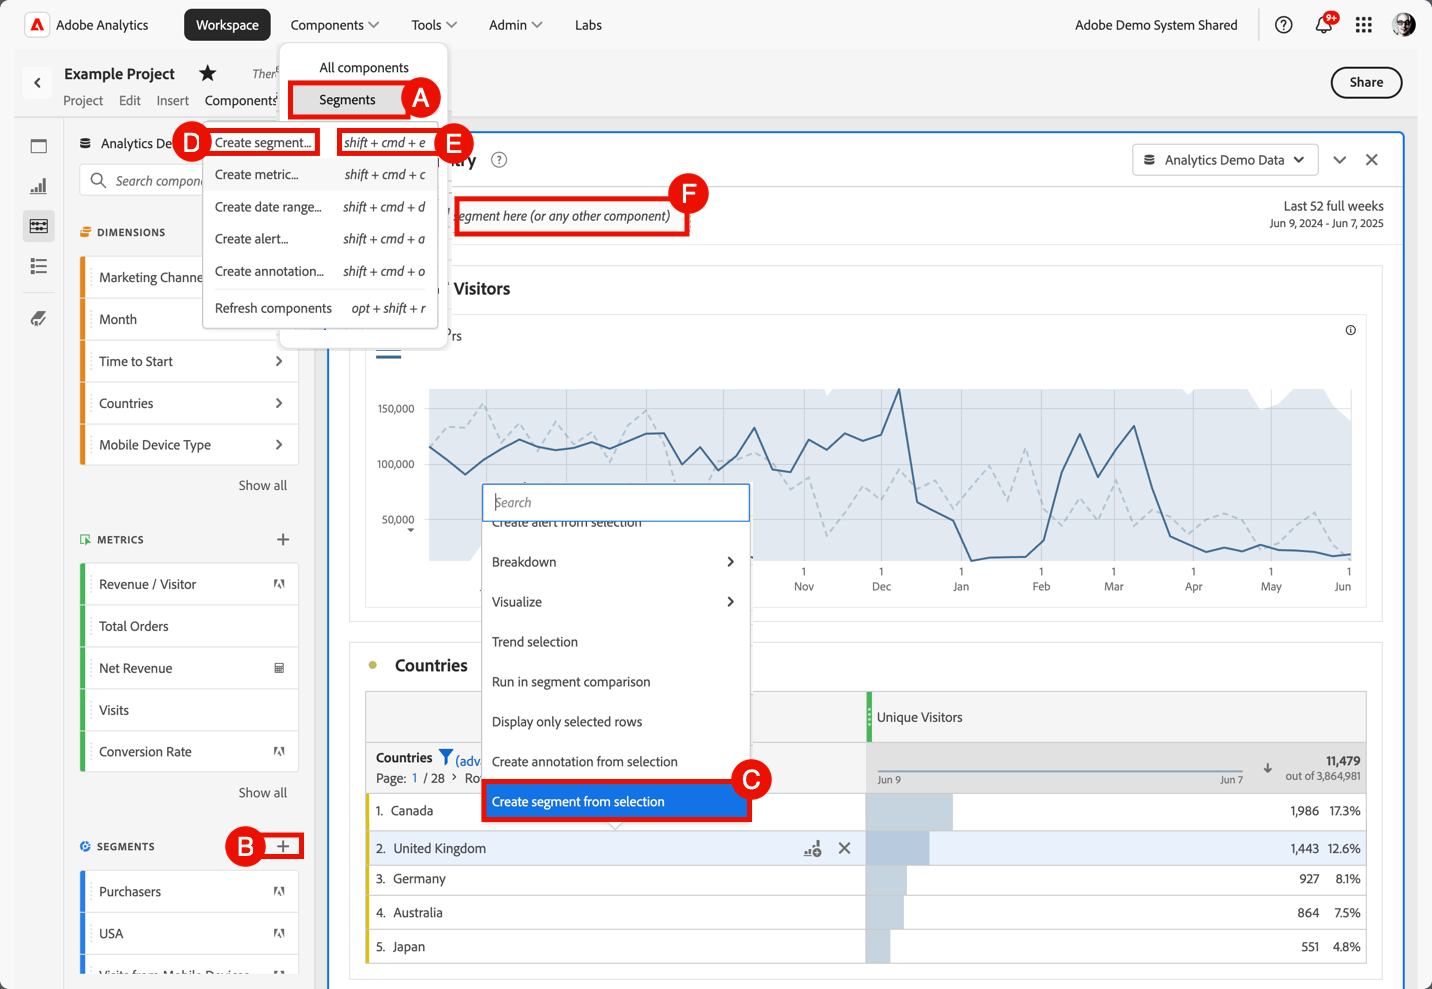 Adobe Analytics
Workspace
Components
Tools
Admin
Labs
Adobe Demo System Shared
9+
Example Project
Ther
Share
Project
Edit
Insert
Components
All components
Segments
A
D
Create segment...
shift + cmd + e
E
Create metric...
shift + cmd + c
Create date range...
shift + cmd + d
Create alert...
shift + cmd + a
Create annotation...
shift + cmd + o
Refresh components
opt + shift + r
Analytics De
Search compon
try
Analytics Demo Data
F
segment here (or any other component)
Last 52 full weeks
Jun 9, 2024 - Jun 7, 2025
DIMENSIONS
Marketing Channe
Month
Time to Start
Countries
Mobile Device Type
Show all
METRICS
Revenue / Visitor
Total Orders
Net Revenue
Visits
Conversion Rate
Show all
B
SEGMENTS
Purchasers
USA
Visits from Mobile Devices
Visitors
rs
150,000
100,000
50,000
1
Nov
1
Dec
1
Jan
1
Feb
1
Mar
1
Apr
1
May
1
Jun
Search
Create alert from selection
Breakdown
Visualize
Trend selection
Run in segment comparison
Display only selected rows
Create annotation from selection
C
Create segment from selection
Countries
Unique Visitors
Countries (adva
Page: 1 / 28 > Ro
Jun 9
Jun 7
11,479
out of 3,864,981
1. Canada 1,986 17.3%
2. United Kingdom 1,443 12.6%
3. Germany 927 8.1%
4. Australia 864 7.5%
5. Japan 551 4.8%